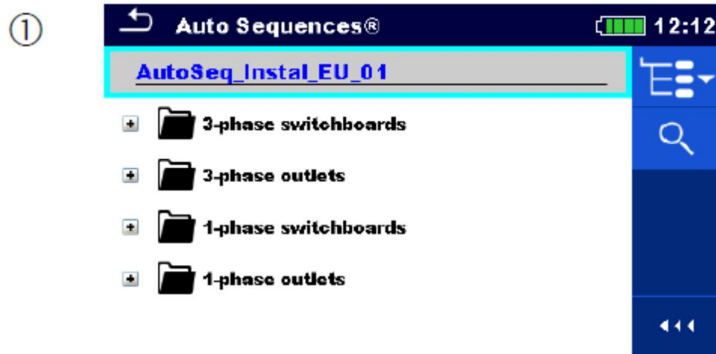 ①
Auto Sequences®
12:12
AutoSeq_Instal_EU_01
3-phase switchboards
3-phase outlets
1-phase switchboards
1-phase outlets